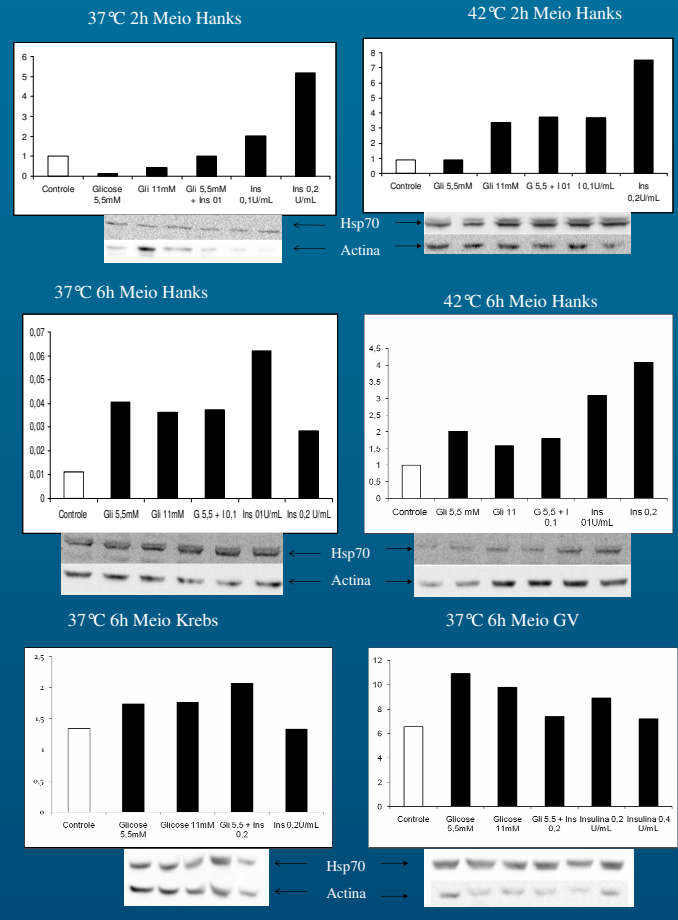 37°C 2h Meio Hanks
6
5
4
3
2
1
0
Controle
Glicose
5,5mM
Gli 11mM
Gli 5,5mM
+ Ins 01
Ins
0,1U/mL
Ins 0,2
U/mL
42°C 2h Meio Hanks
8
7
6
5
4
3
2
1
0
Controle
Gli 5,5mM
Gli 11mM
G 5,5 + I 01
I 0,1U/mL
Ins
0,2U/mL
Hsp70
Actina
37°C 6h Meio Hanks
0,07
0,06
0,05
0,04
0,03
0,02
0,01
0
Controle
Gli 5,5mM
Gli 11mM
G 5,5 + I 0,1
Ins 01U/mL
Ins 0,2 U/mL
42°C 6h Meio Hanks
4,5
4
3,5
3
2,5
2
1,5
1
0,5
0
Controle
Gli 5,5 mM
Gli 11
G 5,5 + I
0,1
Ins
01U/mL
Ins 0,2
Hsp70
Actina
37°C 6h Meio Krebs
2,5
2
1,5
1
0,5
0
Controle
Glicose
5,5mM
Glicose 11mM
Gli 5,5 + Ins
0,2
Ins 0,2U/mL
37°C 6h Meio GV
12
10
8
6
4
2
0
Controle
Glicose
5,5mM
Glicose
11mM
Gli 5,5 + Ins
0,2
Insulina 0,2
U/mL
Insulina 0,4
U/mL
Hsp70
Actina